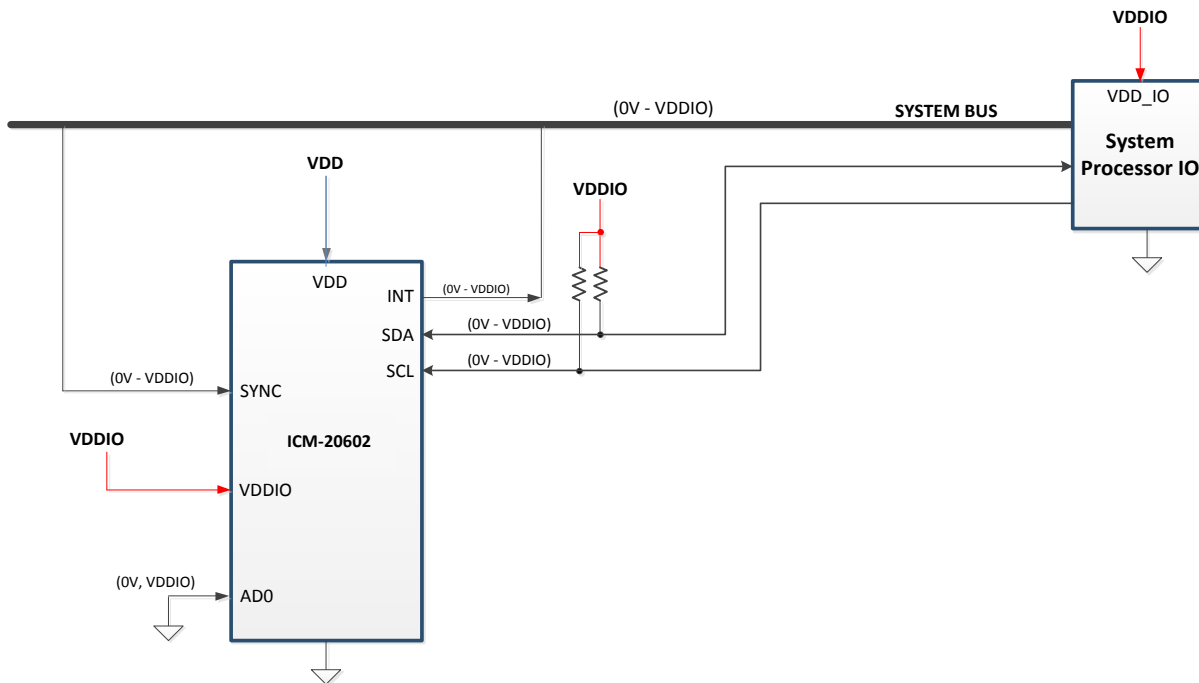 VDDIO
VDD_IO
(0V - VDDIO)
SYSTEM BUS
System
Processor IO
VDD
VDDIO
VDD
INT
(0V - VDDIO)
SDA
(0V - VDDIO)
SCL
(0V - VDDIO)
(0V - VDDIO)
SYNC
VDDIO
ICM-20602
VDDIO
(0V, VDDIO)
AD0